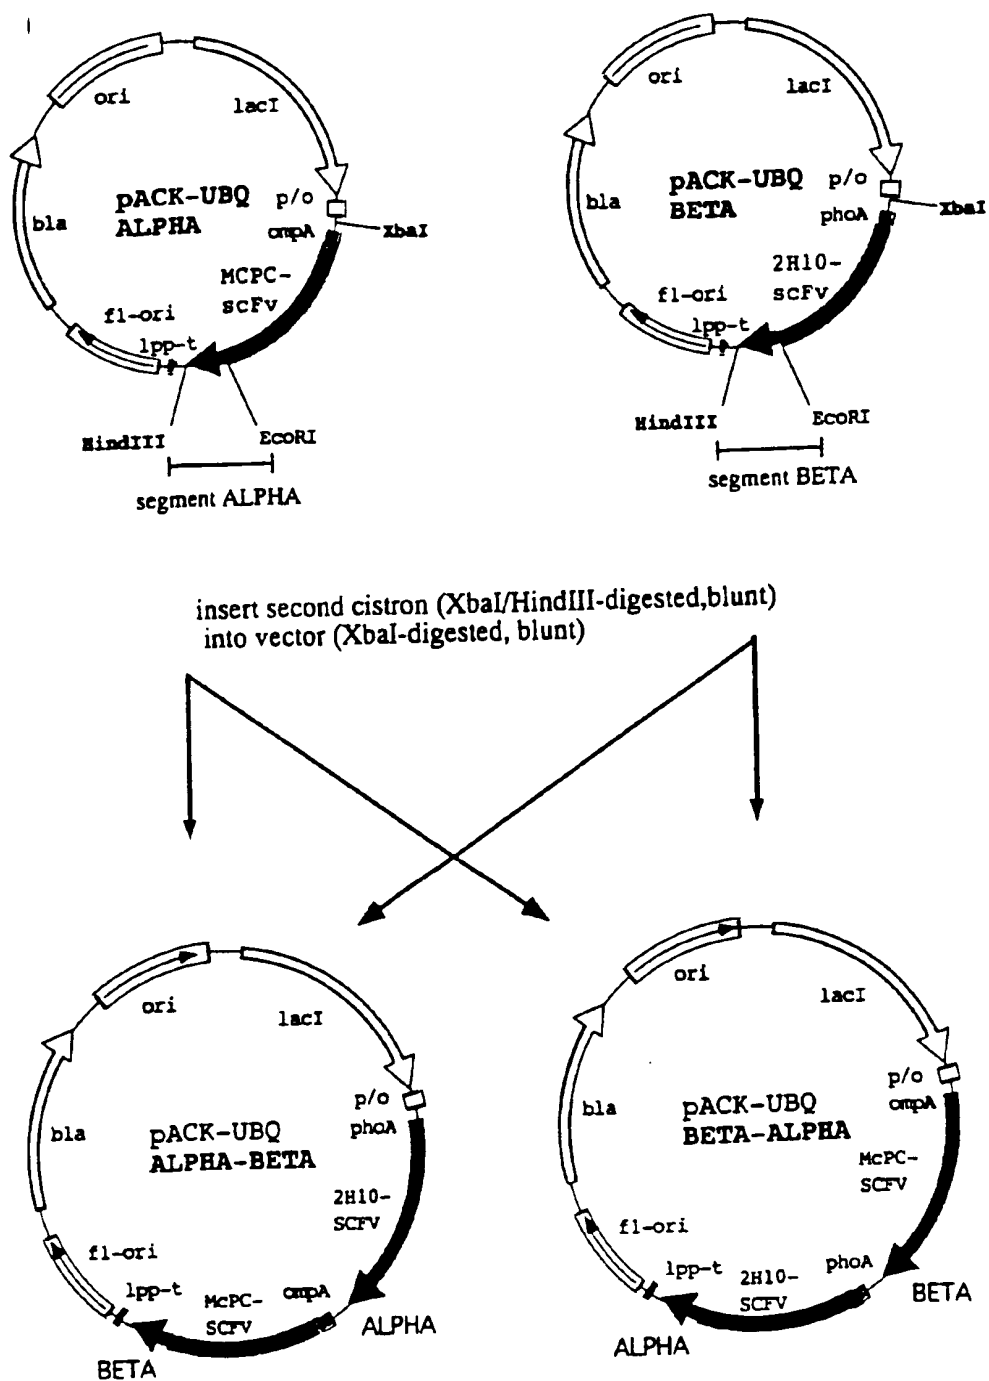 ori
lacI
pACK-UBQ
ALPHA
p/o
ompA
XbaI
bla
MCPC-
scFv
f1-ori
lpp-t
HindIII
EcoRI
segment ALPHA
ori
lacI
pACK-UBQ
BETA
p/o
phoA
XbaI
bla
2H10-
scFv
f1-ori
lpp-t
HindIII
EcoRI
segment BETA
insert second cistron (XbaI/HindIII-digested,blunt)
into vector (XbaI-digested, blunt)
ori
lacI
p/o
phoA
bla
pACK-UBQ
ALPHA-BETA
2H10-
SCFV
f1-ori
lpp-t
McPC-
SCFV
ompA
ALPHA
BETA
ori
lacI
p/o
ompA
bla
pACK-UBQ
BETA-ALPHA
McPC-
SCFV
f1-ori
lpp-t
2H10-
SCFV
phoA
BETA
ALPHA